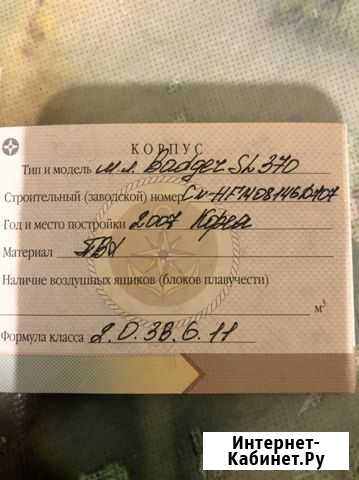 КОРПУС
Тип и модель м.л. Badger SL 370
Строительный (заводской) номер
Год и место постройки 2007 Корея
Материал ПВХ
Наличие воздушных ящиков (блоков плавучести)
м³
Формула класса 2.0.38.6.11
Интернет-
Кабинет.Ру